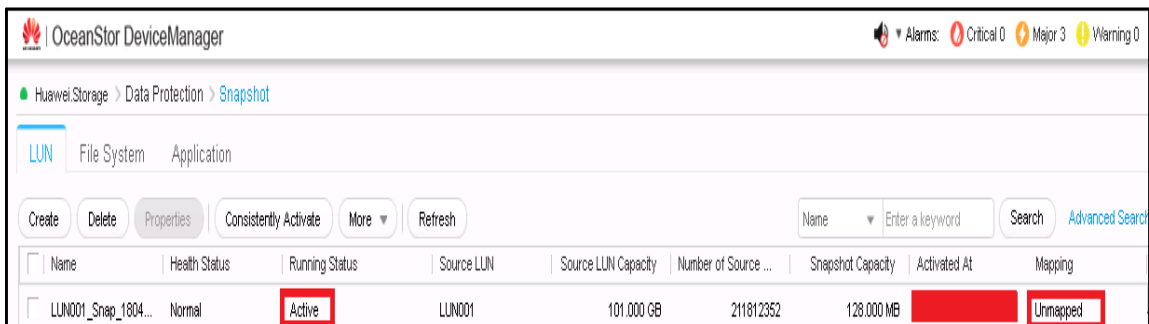 OceanStor DeviceManager
Alarms: Critical 0 Major 3 Warning 0
Huawei.Storage > Data Protection > Snapshot
LUN File System Application
Create Delete Properties Consistently Activate More Refresh Name Enter a keyword Search Advanced Search
Name Health Status Running Status Source LUN Source LUN Capacity Number of Source ... Snapshot Capacity Activated At Mapping
LUN001_Snap_1804... Normal Active LUN001 101.000 GB 211812352 128.000 MB Unmapped